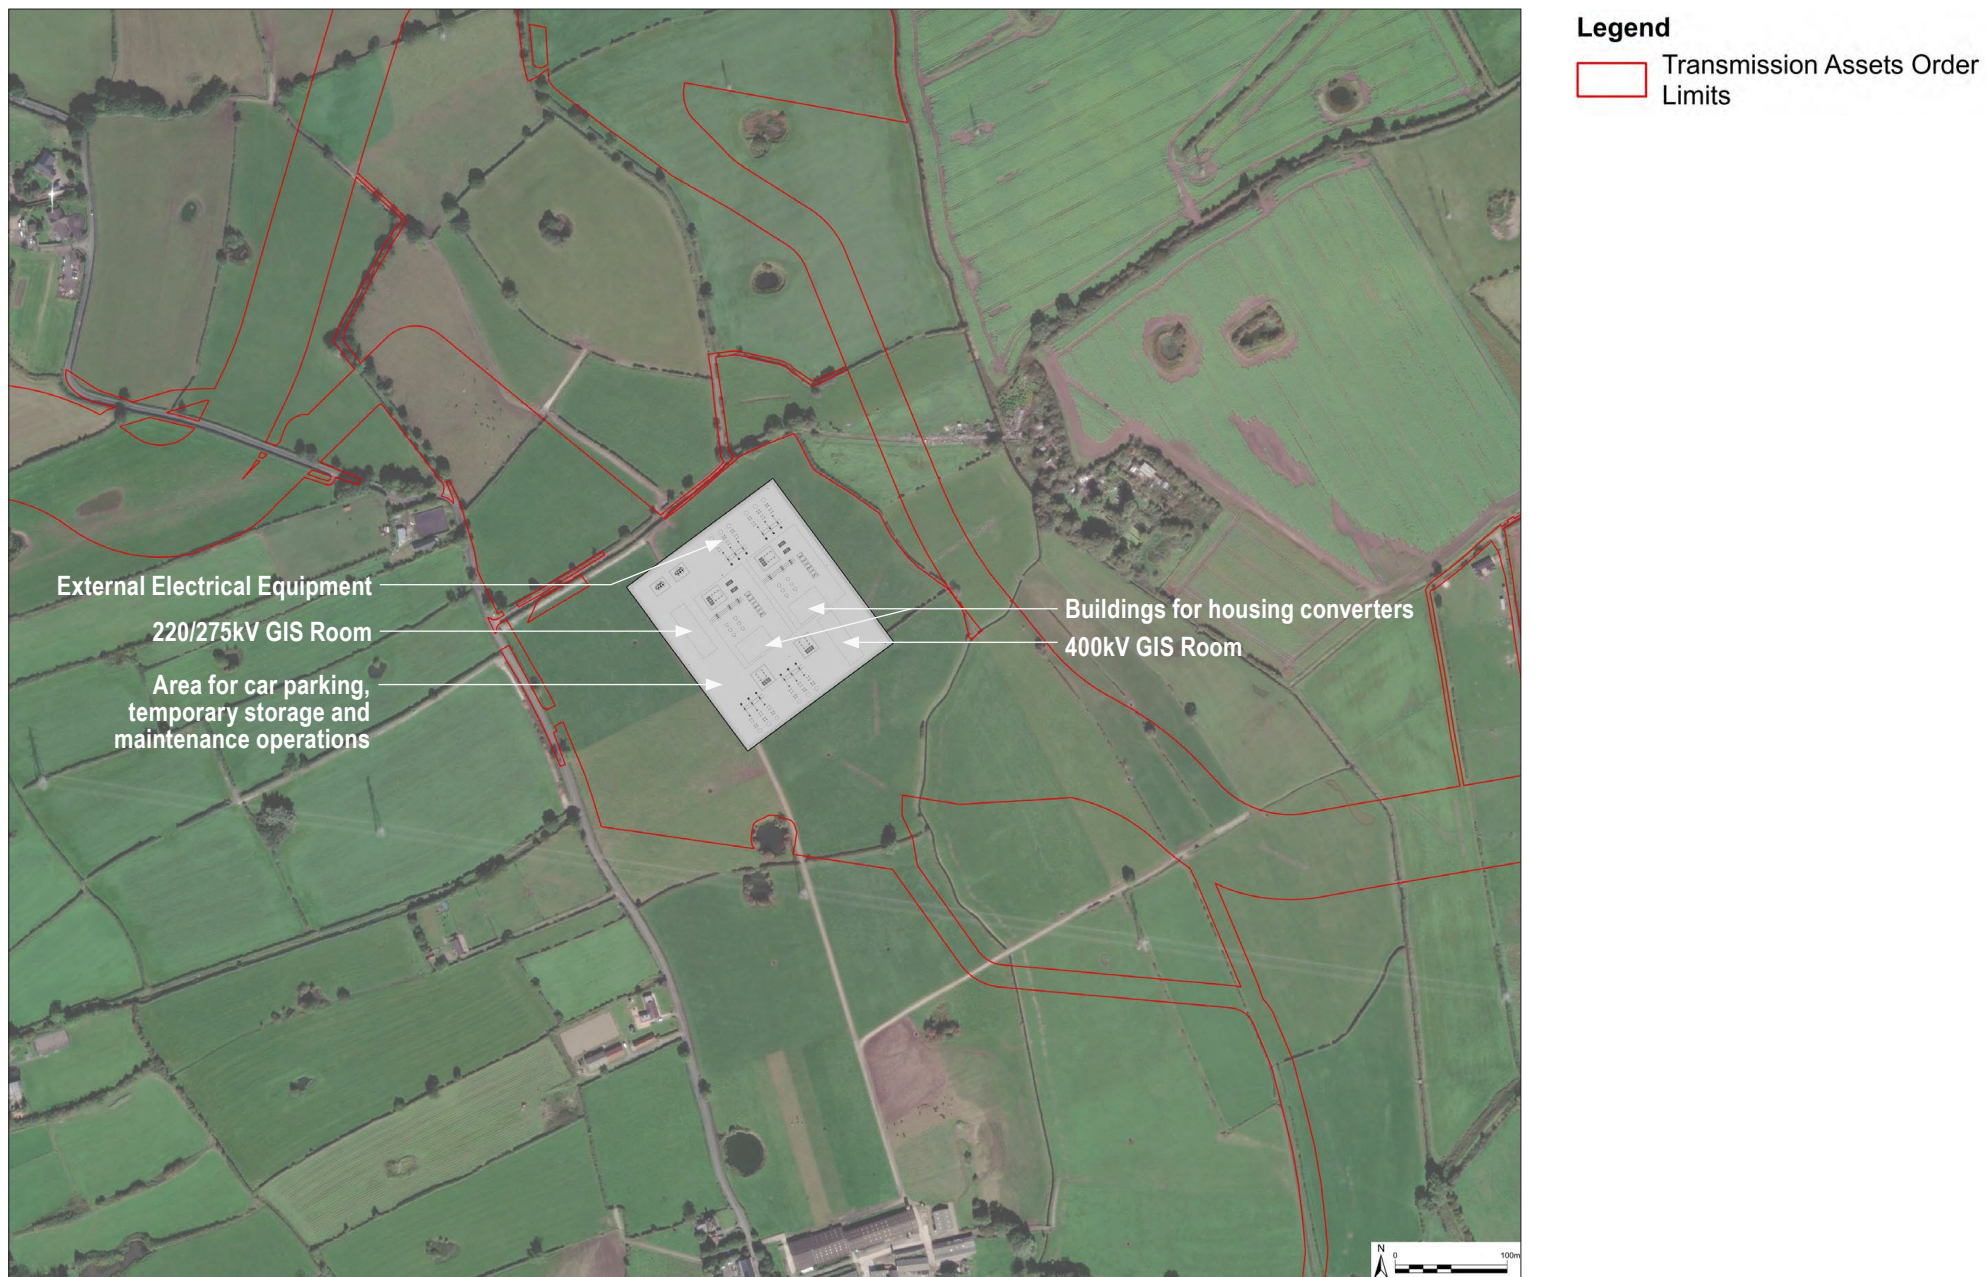 Legend
Transmission Assets Order
Limits
External Electrical Equipment
220/275kV GIS Room
Area for car parking,
temporary storage and
maintenance operations
Buildings for housing converters
400kV GIS Room
N
0 100m